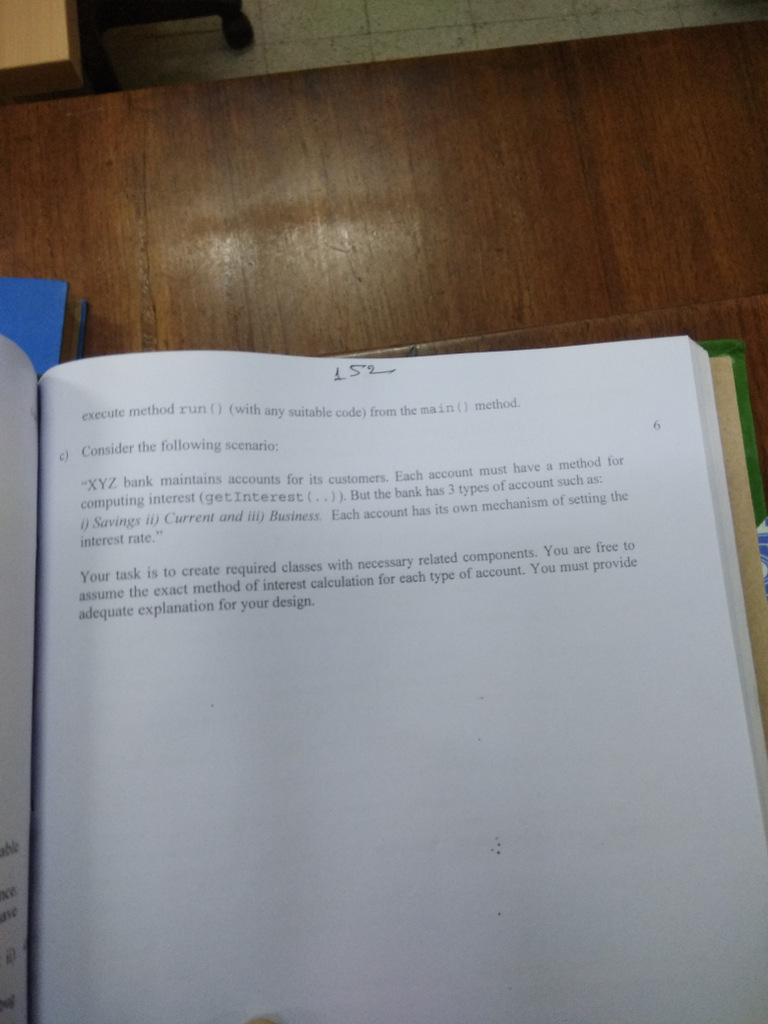 152
execute method run() (with any suitable code) from the main() method.
6
c) Consider the following scenario:
"XYZ bank maintains accounts for its customers. Each account must have a method for
computing interest (getInterest(..)). But the bank has 3 types of account such as:
i) Savings ii) Current and iii) Business. Each account has its own mechanism of setting the
interest rate."
Your task is to create required classes with necessary related components. You are free to
assume the exact method of interest calculation for each type of account. You must provide
adequate explanation for your design.
able
ii)